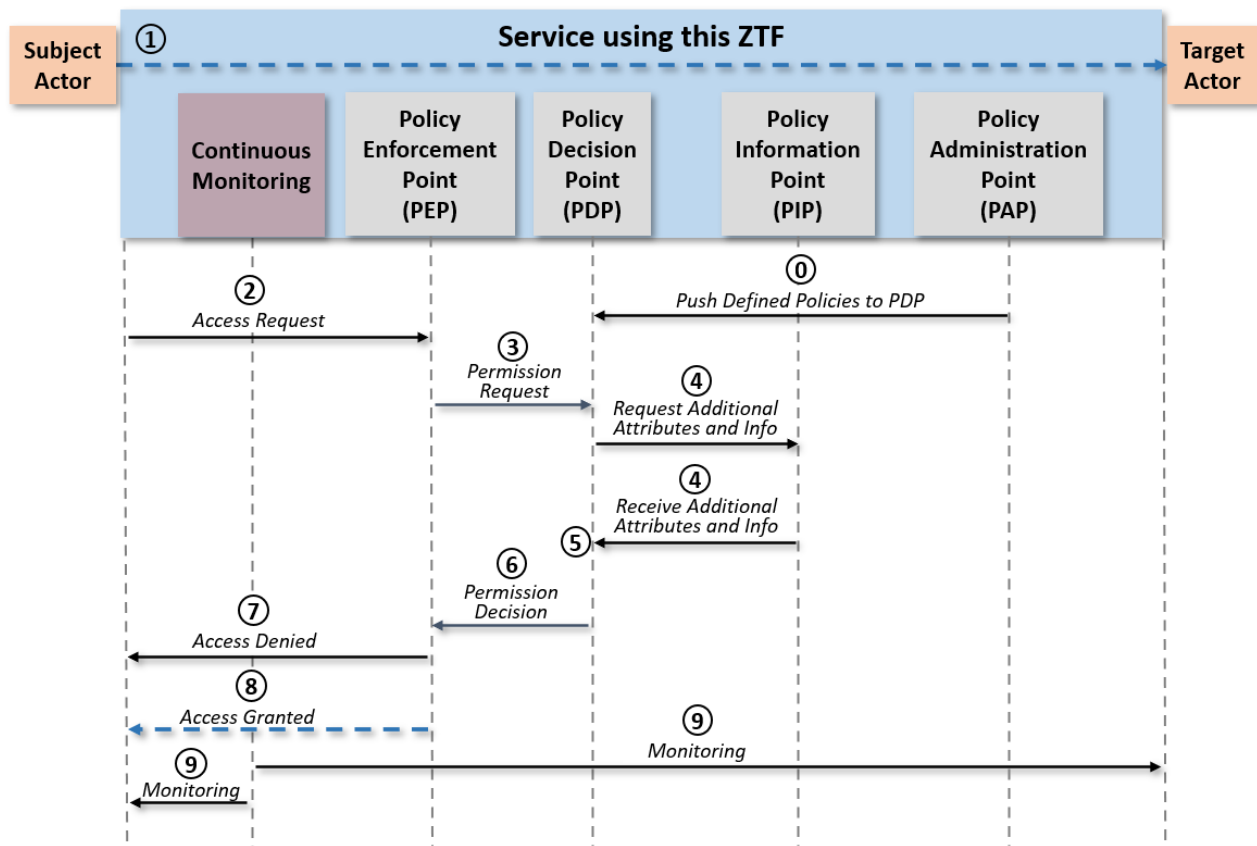 ①
Service using this ZTF
Subject
Actor
Target
Actor
Continuous
Monitoring
Policy
Enforcement
Point
(PEP)
Policy
Decision
Point
(PDP)
Policy
Information
Point
(PIP)
Policy
Administration
Point
(PAP)
⓪
Push Defined Policies to PDP
②
Access Request
③
Permission
Request
④
Request Additional
Attributes and Info
④
Receive Additional
Attributes and Info
⑤
⑥
Permission
Decision
⑦
Access Denied
⑧
Access Granted
⑨
Monitoring
⑨
Monitoring